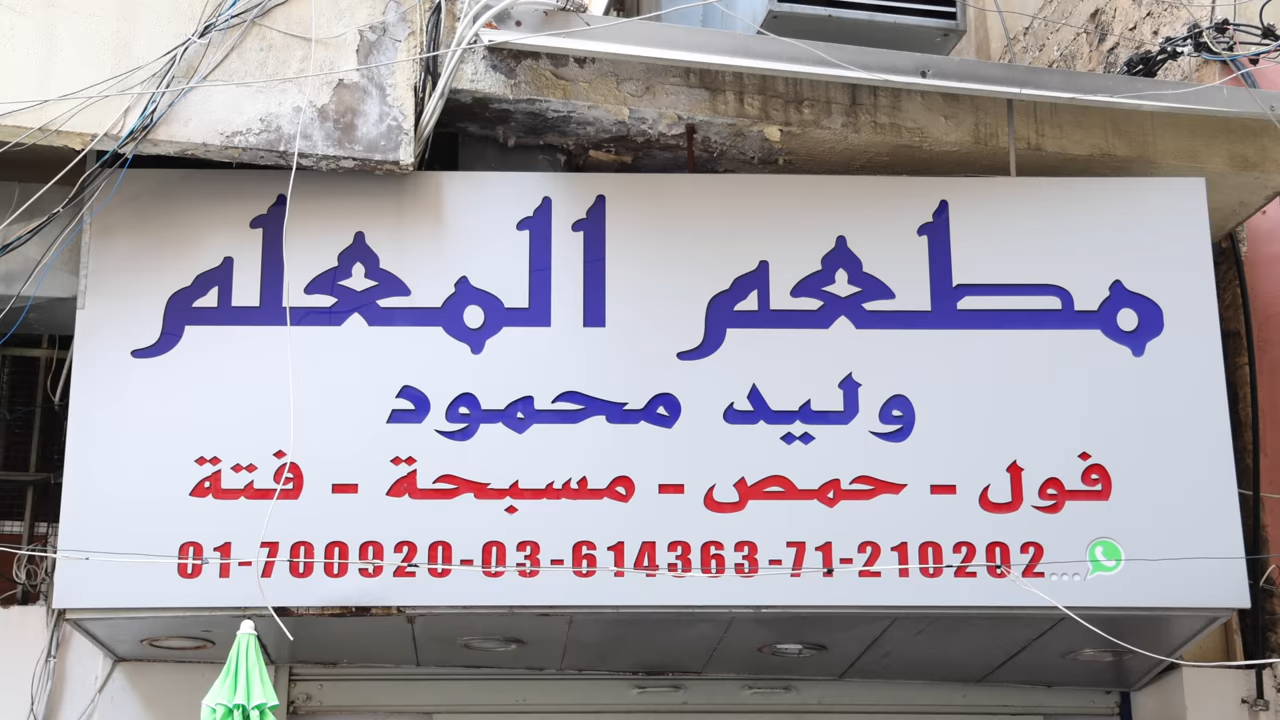 مطعم المعلم
وليد محمود
فول - حمص - مسبحة - فتة
01-700920-03-614363-71-210202....